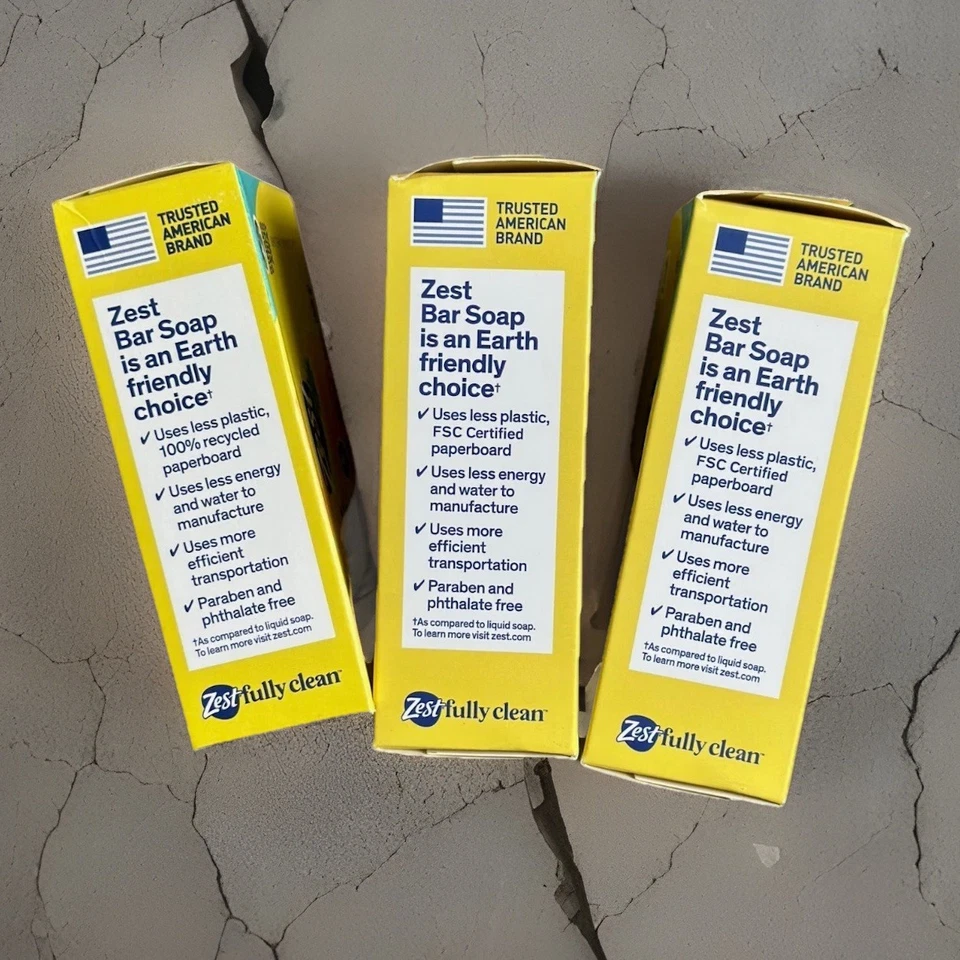 TRUSTED
AMERICAN
BRAND
Zest
Bar Soap
is an Earth
friendly
choice†
✓ Uses less plastic,
100% recycled
paperboard
✓ Uses less energy
and water to
manufacture
✓ Uses more
efficient
transportation
✓ Paraben and
phthalate free
†As compared to liquid soap.
To learn more visit zest.com
Zestfully clean™
TRUSTED
AMERICAN
BRAND
Zest
Bar Soap
is an Earth
friendly
choice†
✓ Uses less plastic,
FSC Certified
paperboard
✓ Uses less energy
and water to
manufacture
✓ Uses more
efficient
transportation
✓ Paraben and
phthalate free
†As compared to liquid soap.
To learn more visit zest.com
Zestfully clean™
TRUSTED
AMERICAN
BRAND
Zest
Bar Soap
is an Earth
friendly
choice†
✓ Uses less plastic,
FSC Certified
paperboard
✓ Uses less energy
and water to
manufacture
✓ Uses more
efficient
transportation
✓ Paraben and
phthalate free
†As compared to liquid soap.
To learn more visit zest.com
Zestfully clean™